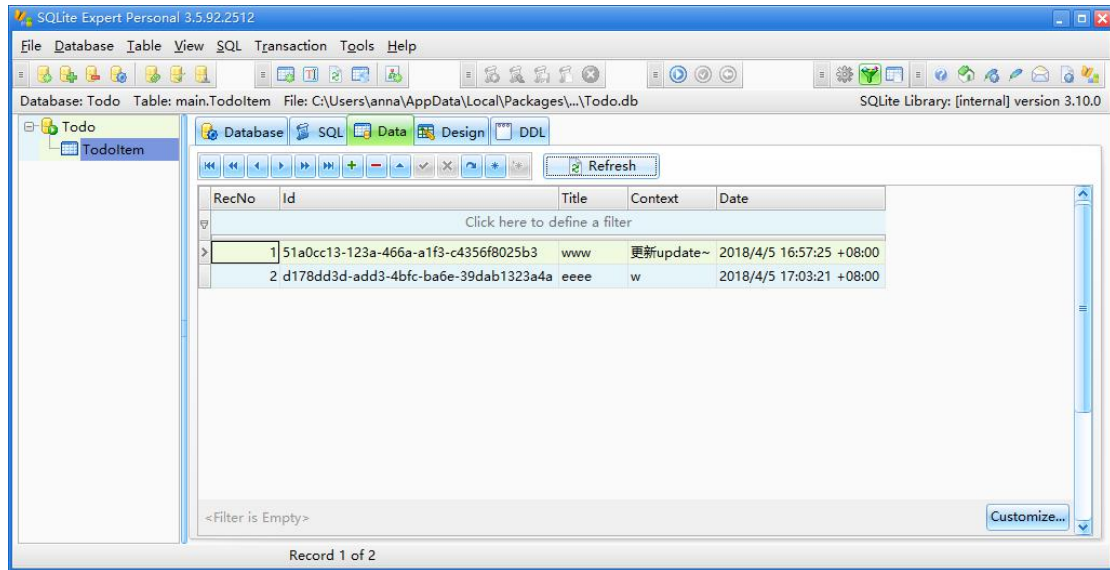 SQLite Expert Personal 3.5.92.2512
File Database Table View SQL Transaction Tools Help
Database: Todo Table: main.TodoItem File: C:\Users\anna\AppData\Local\Packages\...\Todo.db SQLite Library: [internal] version 3.10.0
Todo
TodoItem
Database SQL Data Design DDL
Refresh
RecNo Id Title Context Date
Click here to define a filter
1 51a0cc13-123a-466a-a1f3-c4356f8025b3 www 更新update~ 2018/4/5 16:57:25 +08:00
2 d178dd3d-add3-4bfc-ba6e-39dab1323a4a eeee w 2018/4/5 17:03:21 +08:00
<Filter is Empty> Customize...
Record 1 of 2